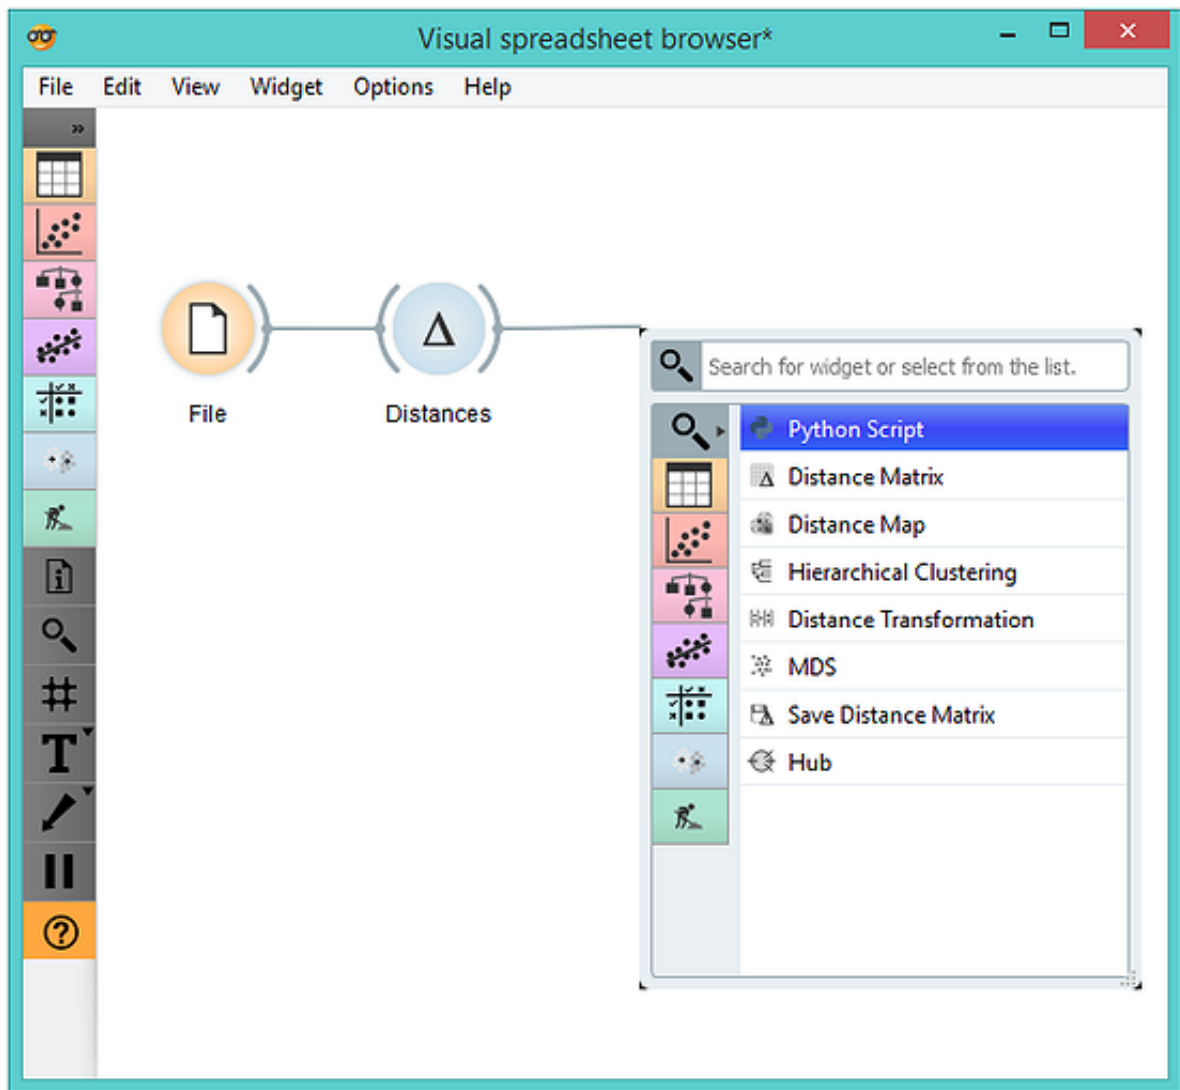 Visual spreadsheet browser*
File Edit View Widget Options Help
File
Distances
Search for widget or select from the list.
Python Script
Distance Matrix
Distance Map
Hierarchical Clustering
Distance Transformation
MDS
Save Distance Matrix
Hub